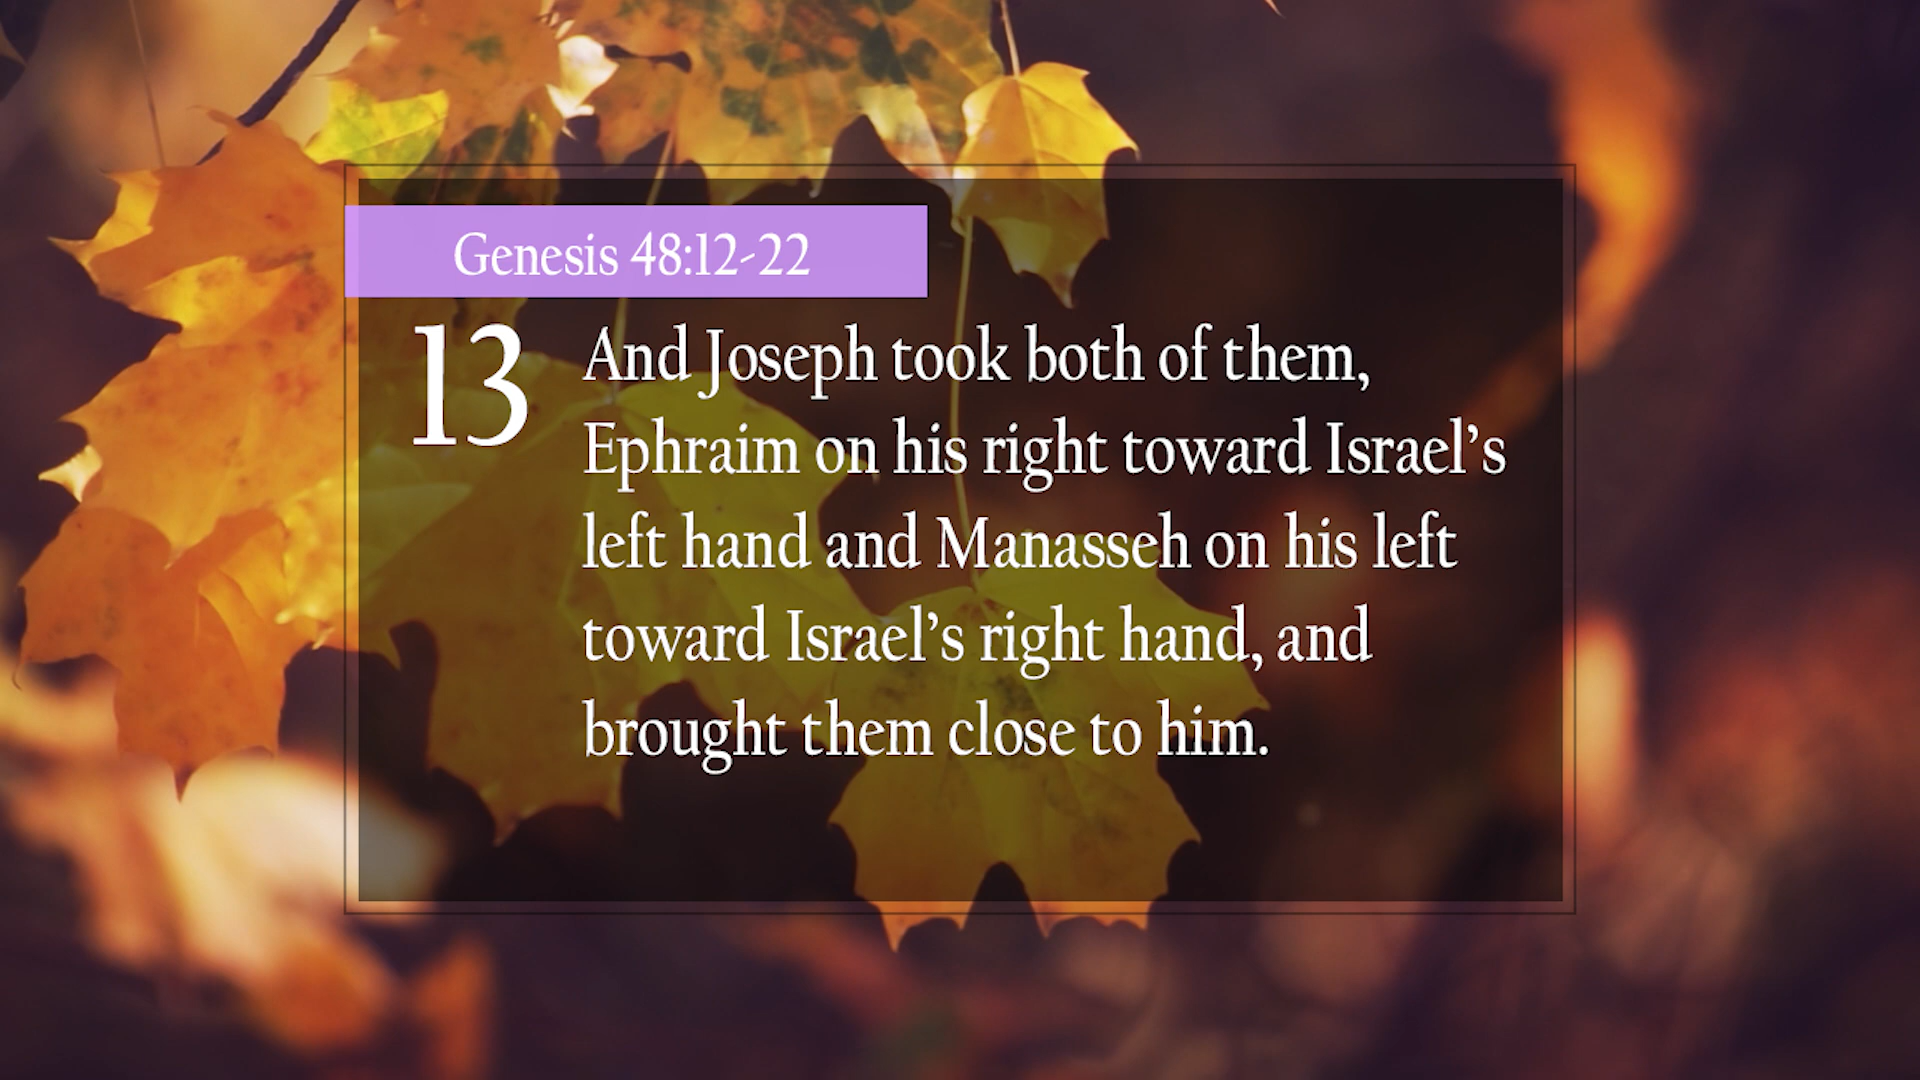 Genesis 48:12-22
13
And Joseph took both of them,
Ephraim on his right toward Israel’s
left hand and Manasseh on his left
toward Israel’s right hand, and
brought them close to him.